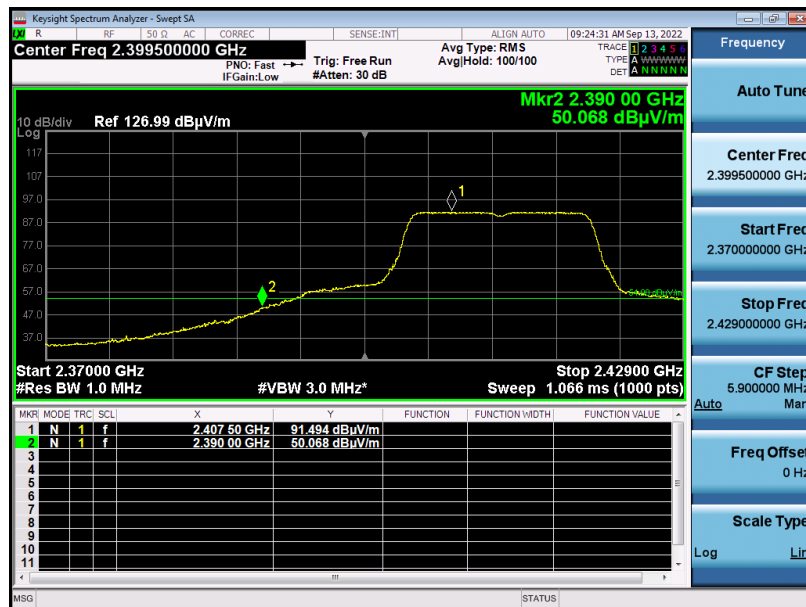 Keysight Spectrum Analyzer - Swept SA
LXI R RF 50 Ω AC CORREC SENSE:INT ALIGN AUTO 09:24:31 AM Sep 13, 2022
Center Freq 2.399500000 GHz
PNO: Fast
IFGain:Low
Trig: Free Run
#Atten: 30 dB
Avg Type: RMS
Avg|Hold: 100/100
TRACE 1 2 3 4 5 6
TYPE A WWWWW
DET A N N N N N
Mkr2 2.390 00 GHz
50.068 dBµV/m
10 dB/div Ref 126.99 dBµV/m
Log
117
107
97.0
87.0
77.0
67.0
57.0
47.0
37.0
1
2
Start 2.37000 GHz Stop 2.42900 GHz
#Res BW 1.0 MHz #VBW 3.0 MHz* Sweep 1.066 ms (1000 pts)
MKR MODE TRC SCL X Y FUNCTION FUNCTION WIDTH FUNCTION VALUE
1 N 1 f 2.407 50 GHz 91.494 dBµV/m
2 N 1 f 2.390 00 GHz 50.068 dBµV/m
3
4
5
6
7
8
9
10
11
MSG STATUS
Frequency
Auto Tune
Center Freq
2.399500000 GHz
Start Freq
2.370000000 GHz
Stop Freq
2.429000000 GHz
CF Step
5.900000 MHz
Auto Man
Freq Offset
0 Hz
Scale Type
Log Lin